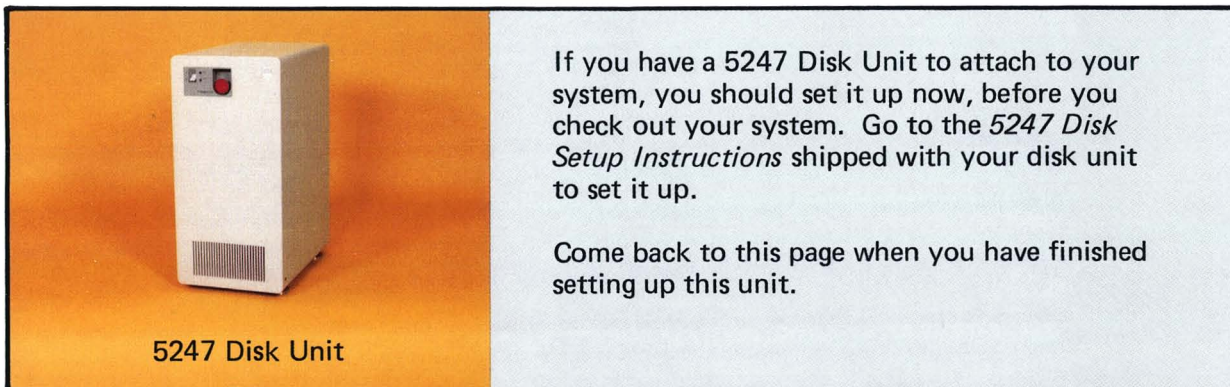 5247 Disk Unit
If you have a 5247 Disk Unit to attach to your
system, you should set it up now, before you
check out your system. Go to the 5247 Disk
Setup Instructions shipped with your disk unit
to set it up.
Come back to this page when you have finished
setting up this unit.